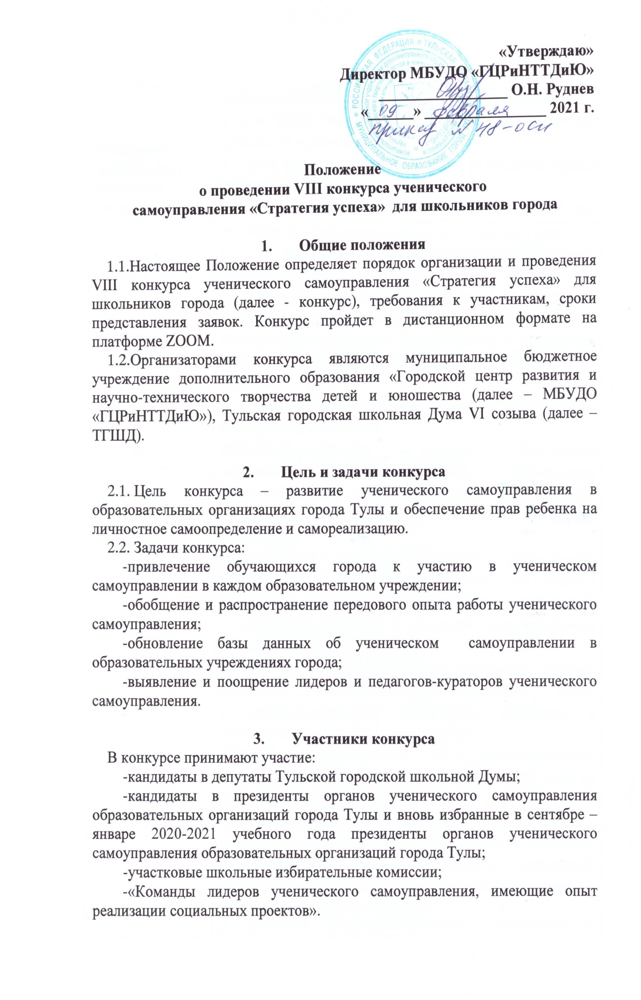 «Утверждаю»
Директор МБУДО «ГЦРиНТТДиЮ»
О.Н. Руднев
«09» февраля 2021 г.
приказ №48-осн
РОССИЙСКАЯ ФЕДЕРАЦИЯ * ТУЛЬСКАЯ
МУНИЦИПАЛЬНОЕ ОБРАЗОВАНИЕ ГОРОД ТУЛА
Положение
о проведении VIII конкурса ученического
самоуправления «Стратегия успеха» для школьников города
1. Общие положения
1.1.Настоящее Положение определяет порядок организации и проведения
VIII конкурса ученического самоуправления «Стратегия успеха» для
школьников города (далее - конкурс), требования к участникам, сроки
представления заявок. Конкурс пройдет в дистанционном формате на
платформе ZOOM.
1.2.Организаторами конкурса являются муниципальное бюджетное
учреждение дополнительного образования «Городской центр развития и
научно-технического творчества детей и юношества (далее – МБУДО
«ГЦРиНТТДиЮ»), Тульская городская школьная Дума VI созыва (далее –
ТГШД).
2. Цель и задачи конкурса
2.1. Цель конкурса – развитие ученического самоуправления в
образовательных организациях города Тулы и обеспечение прав ребенка на
личностное самоопределение и самореализацию.
2.2. Задачи конкурса:
-привлечение обучающихся города к участию в ученическом
самоуправлении в каждом образовательном учреждении;
-обобщение и распространение передового опыта работы ученического
самоуправления;
-обновление базы данных об ученическом самоуправлении в
образовательных учреждениях города;
-выявление и поощрение лидеров и педагогов-кураторов ученического
самоуправления.
3. Участники конкурса
В конкурсе принимают участие:
-кандидаты в депутаты Тульской городской школьной Думы;
-кандидаты в президенты органов ученического самоуправления
образовательных организаций города Тулы и вновь избранные в сентябре –
январе 2020-2021 учебного года президенты органов ученического
самоуправления образовательных организаций города Тулы;
-участковые школьные избирательные комиссии;
-«Команды лидеров ученического самоуправления, имеющие опыт
реализации социальных проектов».